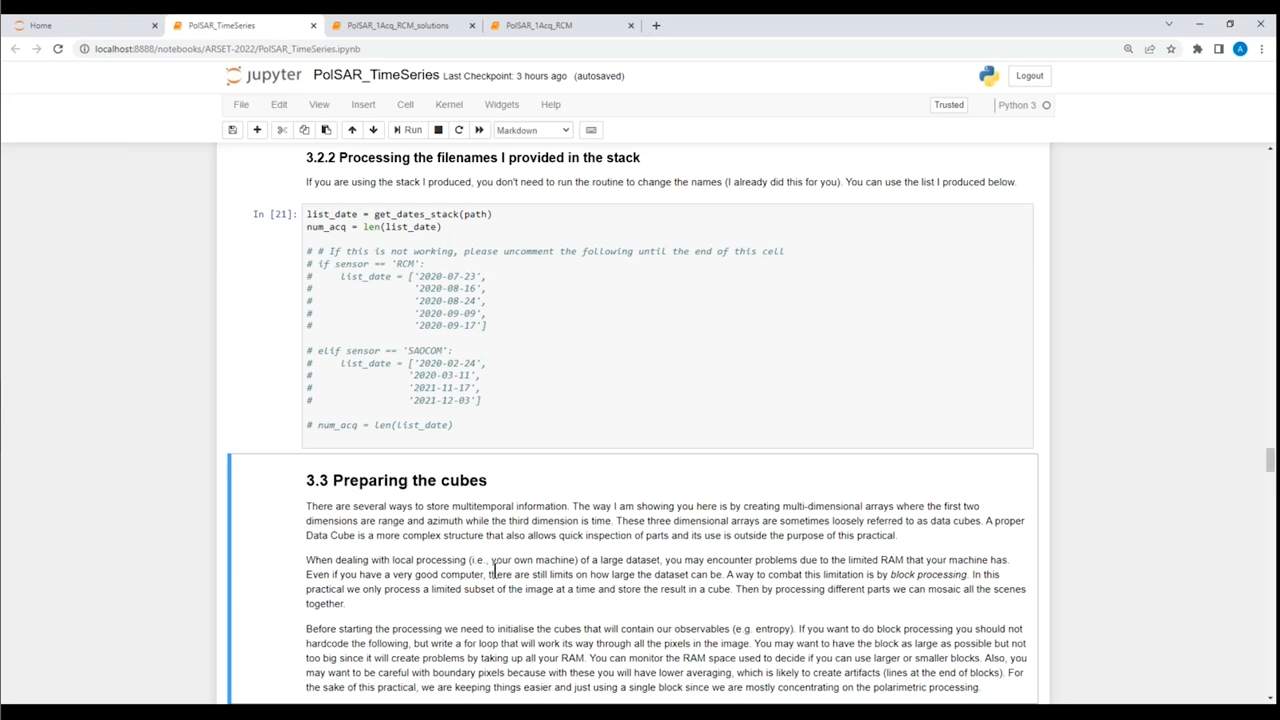 Home
PolSAR_TimeSeries
PolSAR_1Acq_RCM_solutions
PolSAR_1Acq_RCM
localhost:8888/notebooks/ARSET-2022/PolSAR_TimeSeries.ipynb
A
jupyter PolSAR_TimeSeries Last Checkpoint: 3 hours ago (autosaved)
Logout
File Edit View Insert Cell Kernel Widgets Help
Trusted
Python 3
Run
Markdown
3.2.2 Processing the filenames I provided in the stack
If you are using the stack I produced, you don't need to run the routine to change the names (I already did this for you). You can use the list I produced below.
In [21]: list_date = get_dates_stack(path)
num_acq = len(list_date)
# # If this is not working, please uncomment the following until the end of this cell
# if sensor == 'RCM':
#     list_date = ['2020-07-23',
#                  '2020-08-16',
#                  '2020-08-24',
#                  '2020-09-09',
#                  '2020-09-17']
# elif sensor == 'SAOCOM':
#     list_date = ['2020-02-24',
#                  '2020-03-11',
#                  '2021-11-17',
#                  '2021-12-03']
# num_acq = len(list_date)
3.3 Preparing the cubes
There are several ways to store multitemporal information. The way I am showing you here is by creating multi-dimensional arrays where the first two
dimensions are range and azimuth while the third dimension is time. These three dimensional arrays are sometimes loosely referred to as data cubes. A proper
Data Cube is a more complex structure that also allows quick inspection of parts and its use is outside the purpose of this practical.
When dealing with local processing (i.e., your own machine) of a large dataset, you may encounter problems due to the limited RAM that your machine has.
Even if you have a very good computer, there are still limits on how large the dataset can be. A way to combat this limitation is by block processing. In this
practical we only process a limited subset of the image at a time and store the result in a cube. Then by processing different parts we can mosaic all the scenes
together.
Before starting the processing we need to initialise the cubes that will contain our observables (e.g. entropy). If you want to do block processing you should not
hardcode the following, but write a for loop that will work its way through all the pixels in the image. You may want to have the block as large as possible but not
too big since it will create problems by taking up all your RAM. You can monitor the RAM space used to decide if you can use larger or smaller blocks. Also, you
may want to be careful with boundary pixels because with these you will have lower averaging, which is likely to create artifacts (lines at the end of blocks). For
the sake of this practical, we are keeping things easier and just using a single block since we are mostly concentrating on the polarimetric processing.